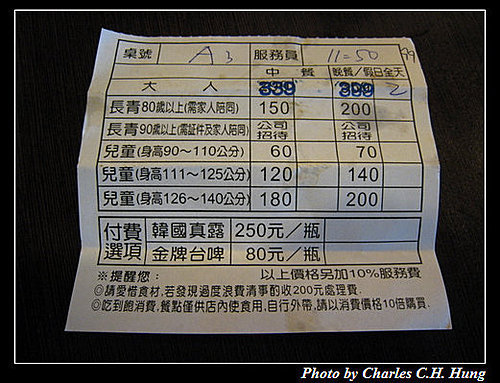 桌號 A3 服務員 11=50 99
中餐 晚餐/假日全天
大人 359 399 2
長青80歲以上(需家人陪同) 150 200
長青90歲以上(需証件及家人陪同) 公司招待 公司招待
兒童(身高90~110公分) 60 70
兒童(身高111~125公分) 120 140
兒童(身高126~140公分) 180 200
付費選項 韓國真露 250元/瓶
金牌台啤 80元/瓶
※提醒您: 以上價格另加10%服務費
◎請愛惜食材,若發現過度浪費清事酌收200元處理費.
◎吃到飽消費,餐點僅供店內使食用,自行外帶,請以消費價格10倍購買.
Photo by Charles C.H. Hung